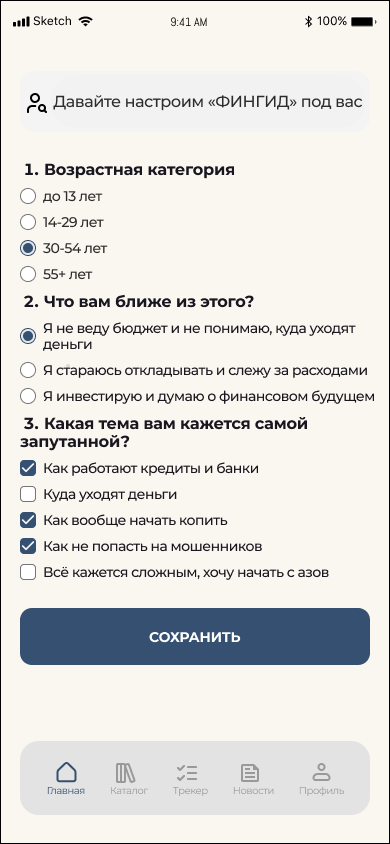 Sketch 9:41 AM 100%
Давайте настроим «ФИНГИД» под вас
1. Возрастная категория
до 13 лет
14-29 лет
30-54 лет
55+ лет
2. Что вам ближе из этого?
Я не веду бюджет и не понимаю, куда уходят
деньги
Я стараюсь откладывать и слежу за расходами
Я инвестирую и думаю о финансовом будущем
3. Какая тема вам кажется самой
запутанной?
Как работают кредиты и банки
Куда уходят деньги
Как вообще начать копить
Как не попасть на мошенников
Всё кажется сложным, хочу начать с азов
СОХРАНИТЬ
Главная Каталог Трекер Новости Профиль